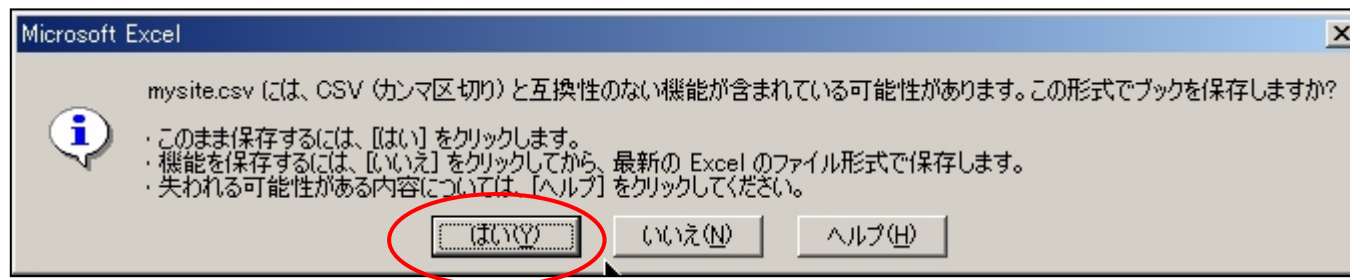 Microsoft Excel
mysite.csv には、CSV (カンマ区切り) と互換性のない機能が含まれている可能性があります。この形式でブックを保存しますか?
・このまま保存するには、[はい] をクリックします。
・機能を保存するには、[いいえ] をクリックしてから、最新の Excel のファイル形式で保存します。
・失われる可能性がある内容については、[ヘルプ] をクリックしてください。
はい(Y) いいえ(N) ヘルプ(H)